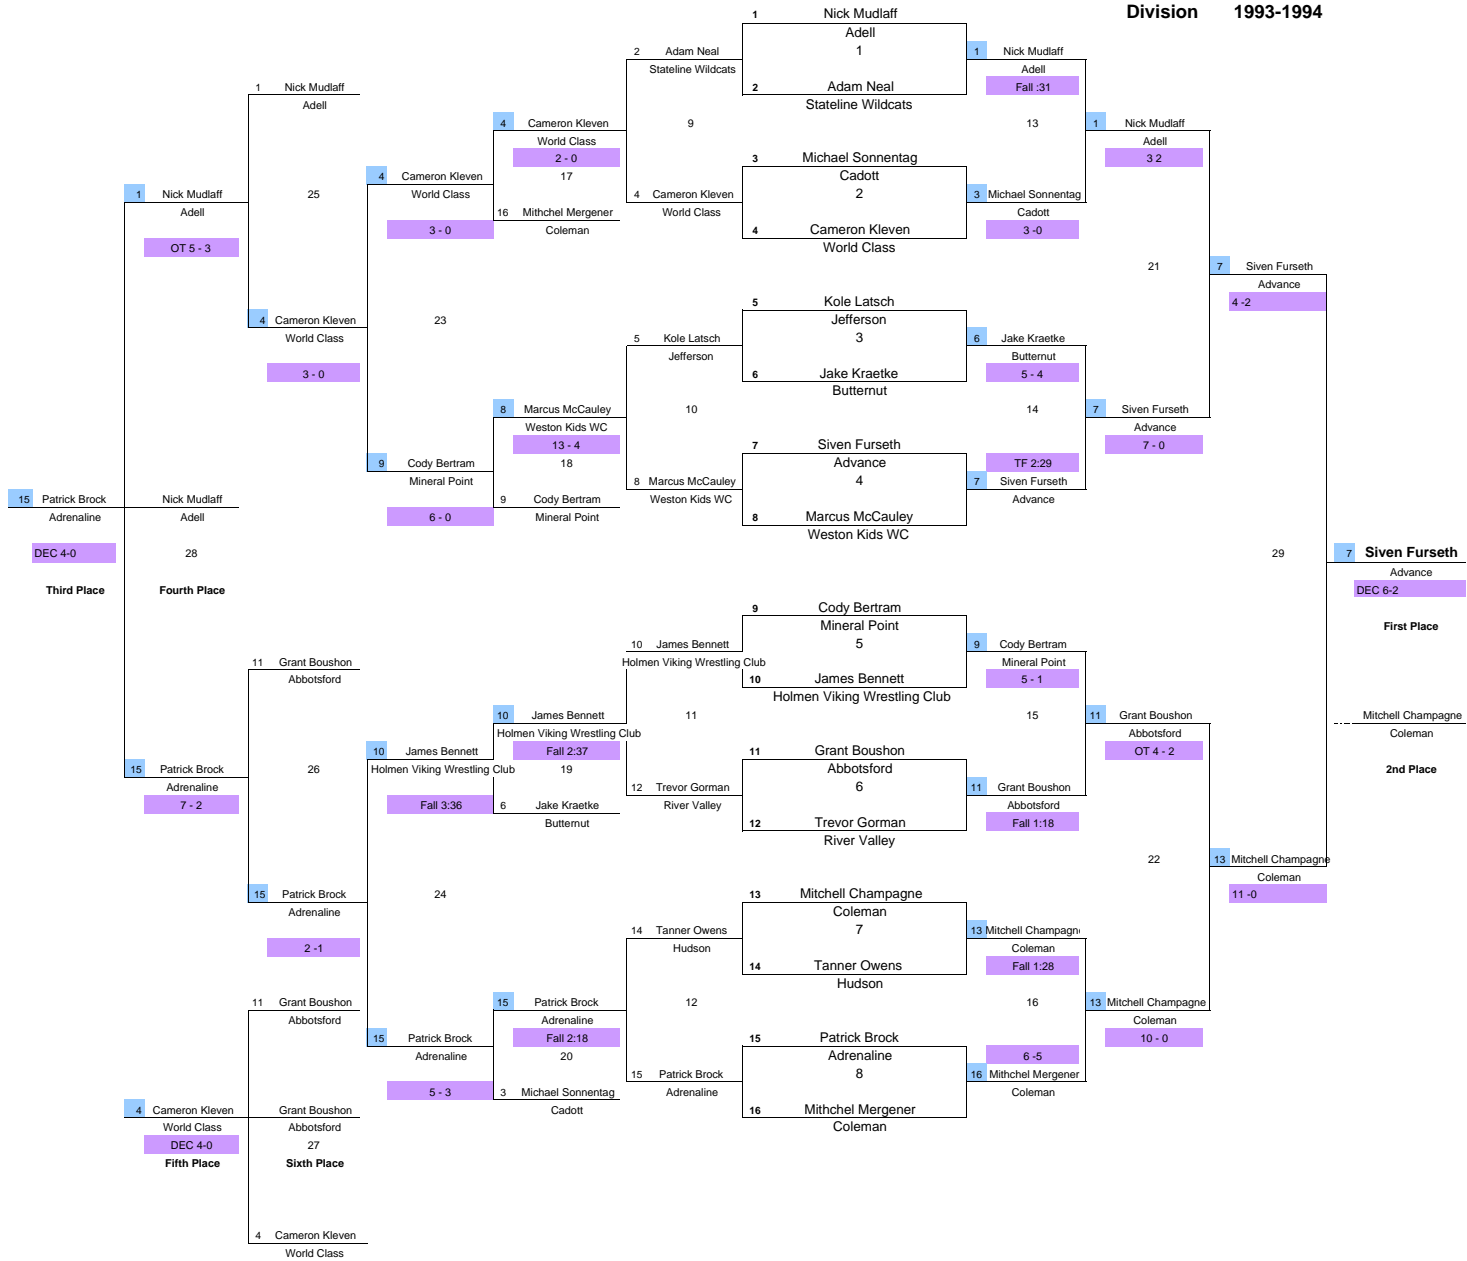 Division 1993-1994
1 Nick Mudlaff
Adell
1
2 Adam Neal
Stateline Wildcats
3 Michael Sonnentag
Cadott
2
4 Cameron Kleven
World Class
5 Kole Latsch
Jefferson
3
6 Jake Kraetke
Butternut
7 Siven Furseth
Advance
4
8 Marcus McCauley
Weston Kids WC
9 Cody Bertram
Mineral Point
5
10 James Bennett
Holmen Viking Wrestling Club
11 Grant Boushon
Abbotsford
6
12 Trevor Gorman
River Valley
13 Mitchell Champagne
Coleman
7
14 Tanner Owens
Hudson
15 Patrick Brock
Adrenaline
8
16 Mithchel Mergener
Coleman
1 Nick Mudlaff
Adell
Fall :31
13
3 Michael Sonnentag
Cadott
3 -0
6 Jake Kraetke
Butternut
5 - 4
14
TF 2:29
7 Siven Furseth
Advance
9 Cody Bertram
Mineral Point
5 - 1
15
11 Grant Boushon
Abbotsford
Fall 1:18
13 Mitchell Champagn
Coleman
Fall 1:28
16
6 -5
16 Mithchel Mergener
Coleman
1 Nick Mudlaff
Adell
3 2
21
7 Siven Furseth
Advance
7 - 0
11 Grant Boushon
Abbotsford
OT 4 - 2
22
13 Mitchell Champagne
Coleman
10 - 0
7 Siven Furseth
Advance
4 -2
29
13 Mitchell Champagne
Coleman
11 -0
7 Siven Furseth
Advance
DEC 6-2
First Place
Mitchell Champagne
Coleman
2nd Place
2 Adam Neal
Stateline Wildcats
9
4 Cameron Kleven
World Class
5 Kole Latsch
Jefferson
10
8 Marcus McCauley
Weston Kids WC
10 James Bennett
Holmen Viking Wrestling Club
11
12 Trevor Gorman
River Valley
14 Tanner Owens
Hudson
12
15 Patrick Brock
Adrenaline
4 Cameron Kleven
World Class
2 - 0
17
16 Mithchel Mergener
Coleman
8 Marcus McCauley
Weston Kids WC
13 - 4
18
9 Cody Bertram
Mineral Point
10 James Bennett
Holmen Viking Wrestling Club
Fall 2:37
19
6 Jake Kraetke
Butternut
15 Patrick Brock
Adrenaline
Fall 2:18
20
3 Michael Sonnentag
Cadott
4 Cameron Kleven
World Class
3 - 0
23
9 Cody Bertram
Mineral Point
6 - 0
10 James Bennett
Holmen Viking Wrestling Club
Fall 3:36
24
15 Patrick Brock
Adrenaline
5 - 3
1 Nick Mudlaff
Adell
25
4 Cameron Kleven
World Class
3 - 0
11 Grant Boushon
Abbotsford
26
15 Patrick Brock
Adrenaline
2 -1
1 Nick Mudlaff
Adell
OT 5 - 3
15 Patrick Brock
Adrenaline
7 - 2
15 Patrick Brock
Adrenaline
DEC 4-0
Third Place
Nick Mudlaff
Adell
28
Fourth Place
11 Grant Boushon
Abbotsford
4 Cameron Kleven
World Class
DEC 4-0
Fifth Place
Grant Boushon
Abbotsford
27
Sixth Place
4 Cameron Kleven
World Class